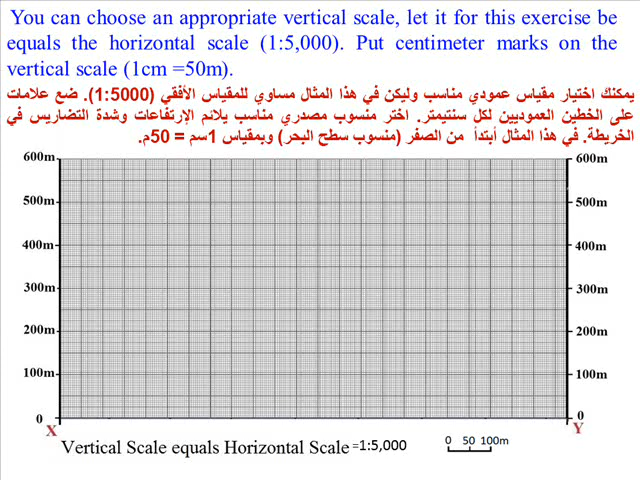 You can choose an appropriate vertical scale, let it for this exercise be
equals the horizontal scale (1:5,000). Put centimeter marks on the
vertical scale (1cm =50m).
يمكنك اختيار مقياس عمودي مناسب وليكن في هذا المثال مساوي للمقياس الأفقي (1:5000). ضع علامات
على الخطين العموديين لكل سنتيمتر. اختر منسوب مصدري مناسب يلائم الإرتفاعات وشدة التضاريس في
الخريطة. في هذا المثال أبتدأ من الصفر (منسوب سطح البحر) وبمقياس 1سم = 50م.
600m 600m
500m 500m
400m 400m
300m 300m
200m 200m
100m 100m
0 0
X Y
Vertical Scale equals Horizontal Scale =1:5,000
0 50 100m